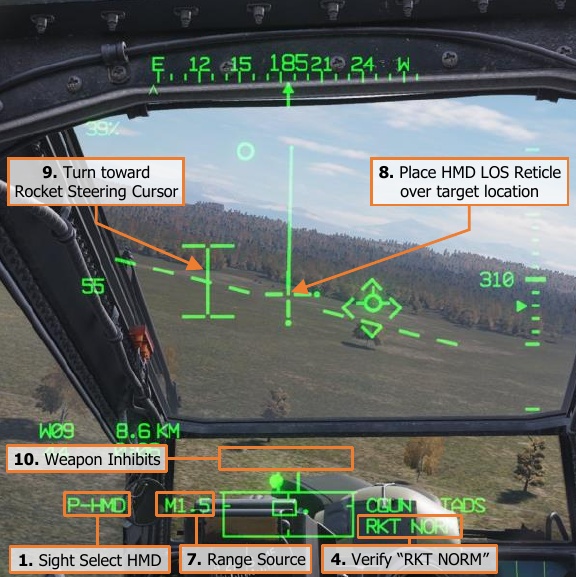 E 12 15 185 21 24 W
39%
9. Turn toward
Rocket Steering Cursor
8. Place HMD LOS Reticle
over target location
55
310
W09 8.6 KM
10. Weapon Inhibits
P-HMD M1.5 CGUN TADS
RKT NORM
1. Sight Select HMD
7. Range Source
4. Verify “RKT NORM”